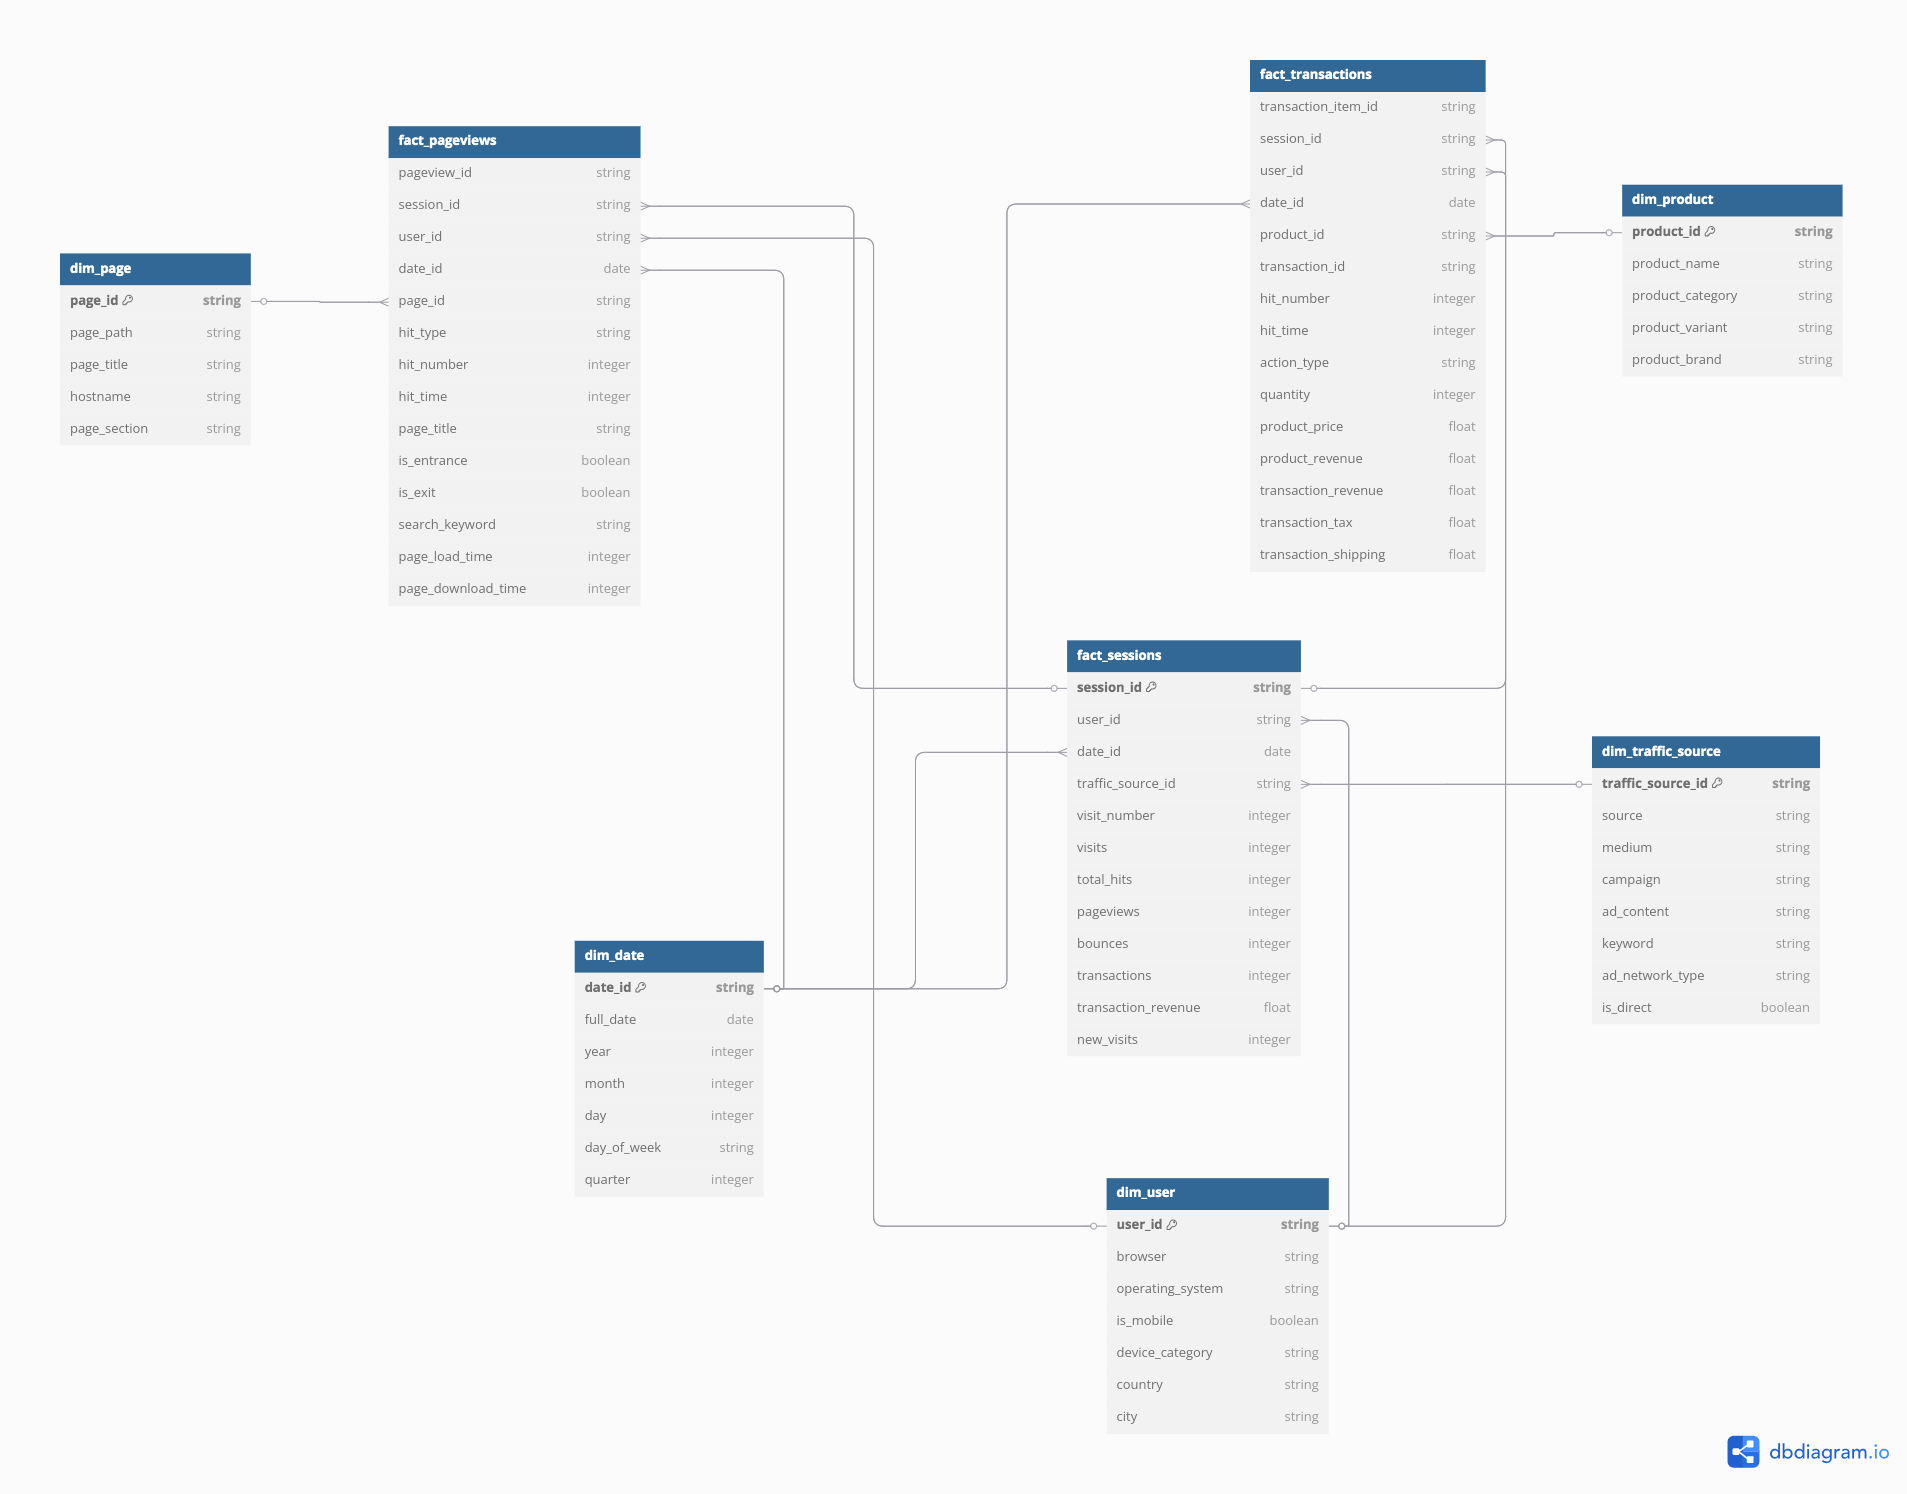 fact_transactions
transaction_item_id string
session_id string
user_id string
date_id date
product_id string
transaction_id string
hit_number integer
hit_time integer
action_type string
quantity integer
product_price float
product_revenue float
transaction_revenue float
transaction_tax float
transaction_shipping float
fact_pageviews
pageview_id string
session_id string
user_id string
date_id date
page_id string
hit_type string
hit_number integer
hit_time integer
page_title string
is_entrance boolean
is_exit boolean
search_keyword string
page_load_time integer
page_download_time integer
dim_product
product_id string
product_name string
product_category string
product_variant string
product_brand string
dim_page
page_id string
page_path string
page_title string
hostname string
page_section string
fact_sessions
session_id string
user_id string
date_id date
traffic_source_id string
visit_number integer
visits integer
total_hits integer
pageviews integer
bounces integer
transactions integer
transaction_revenue float
new_visits integer
dim_traffic_source
traffic_source_id string
source string
medium string
campaign string
ad_content string
keyword string
ad_network_type string
is_direct boolean
dim_date
date_id string
full_date date
year integer
month integer
day integer
day_of_week string
quarter integer
dim_user
user_id string
browser string
operating_system string
is_mobile boolean
device_category string
country string
city string
dbdiagram.io